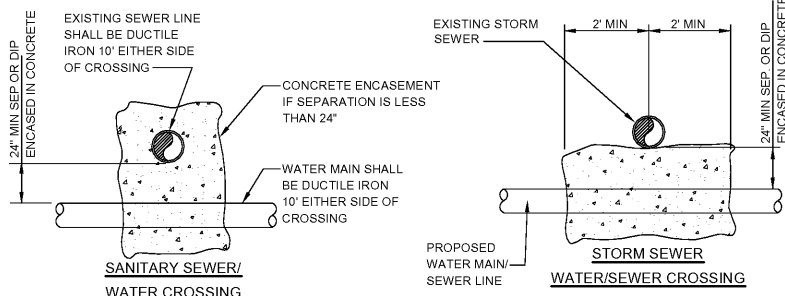 24" MIN SEP OR DIP
ENCASED IN CONCRETE
EXISTING SEWER LINE
SHALL BE DUCTILE
IRON 10' EITHER SIDE
OF CROSSING
CONCRETE ENCASEMENT
IF SEPARATION IS LESS
THAN 24"
WATER MAIN SHALL
BE DUCTILE IRON
10' EITHER SIDE OF
CROSSING
SANITARY SEWER/
WATER CROSSING
EXISTING STORM
SEWER
2' MIN
2' MIN
24" MIN SEP. OR DIP
ENCASED IN CONCRETE
PROPOSED
WATER MAIN/
SEWER LINE
STORM SEWER
WATER/SEWER CROSSING